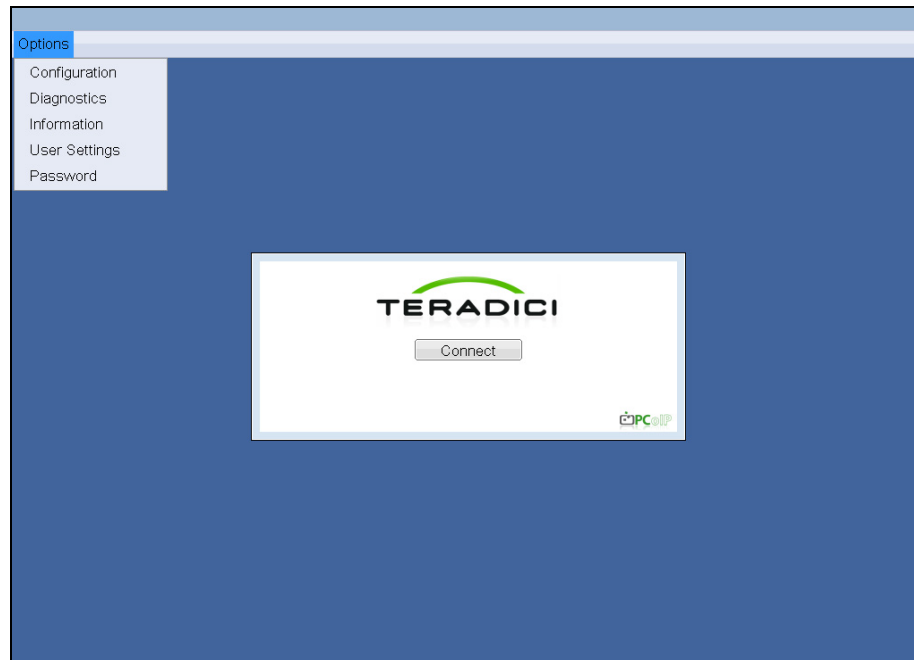 Options
Configuration
Diagnostics
Information
User Settings
Password
TERADICI
Connect
PCoIP